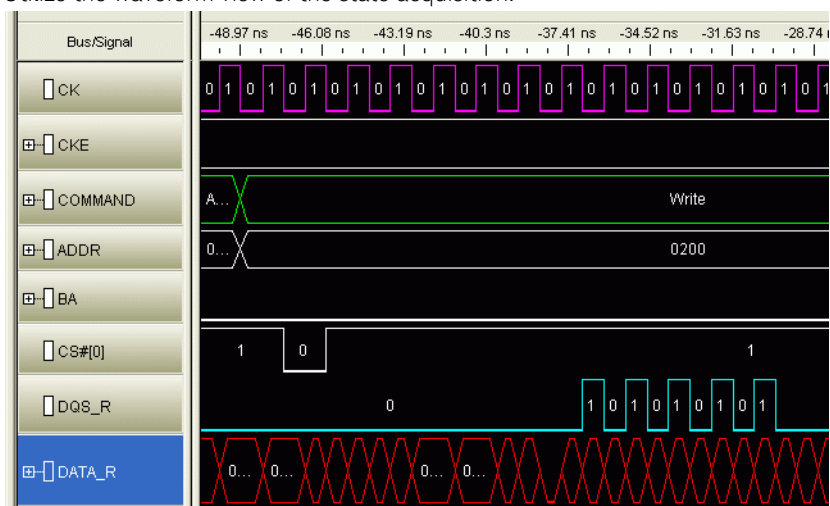 Utilize the waveform view of the state acquisition.
Bus/Signal -48.97 ns -46.08 ns -43.19 ns -40.3 ns -37.41 ns -34.52 ns -31.63 ns -28.74
CK 0 1 0 1 0 1 0 1 0 1 0 1 0 1 0 1 0 1 0 1 0 1 0 1 0 1 0 1 0 1
CKE
COMMAND A... Write
ADDR 0... 0200
BA
CS#[0] 1 0 1
DQS_R 0 1 0 1 0 1 0 1 0 1
DATA_R 0... 0... 0... 0...